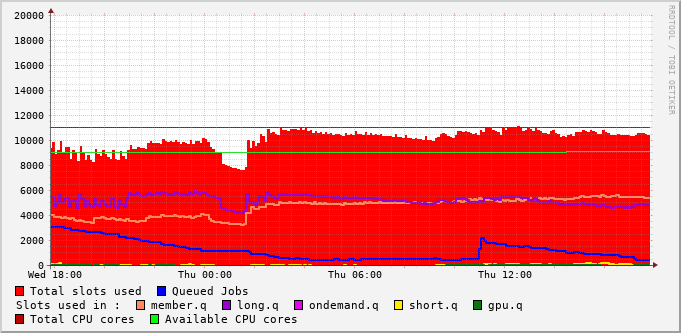 RRDTOOL / TOBI OETIKER
20000
18000
16000
14000
12000
10000
8000
6000
4000
2000
0
Wed 18:00 Thu 00:00 Thu 06:00 Thu 12:00
Total slots used Queued Jobs
Slots used in : member.q long.q ondemand.q short.q gpu.q
Total CPU cores Available CPU cores